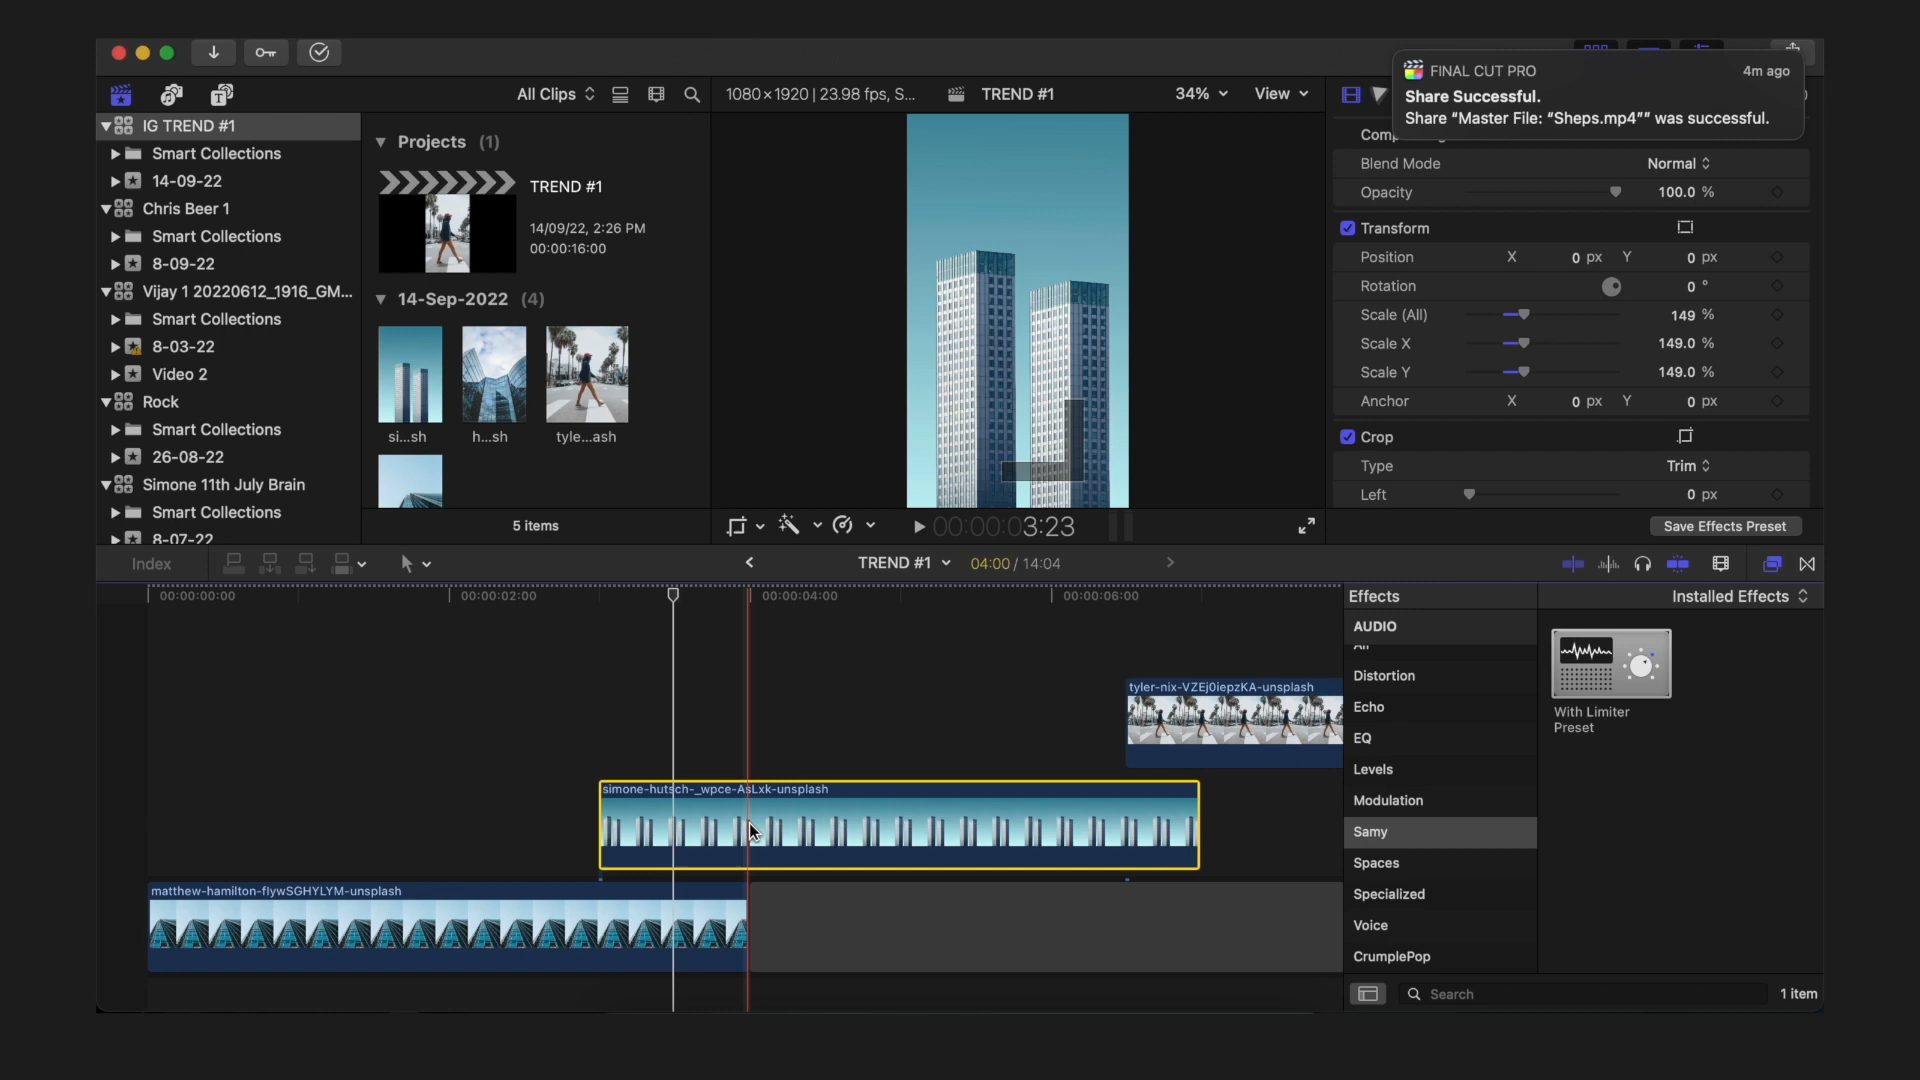 FINAL CUT PRO
4m ago
Share Successful.
Share “Master File: “Sheps.mp4”” was successful.
All Clips
1080×1920 | 23.98 fps, S...
TREND #1
34%
View
IG TREND #1
Smart Collections
14-09-22
Chris Beer 1
Smart Collections
8-09-22
Vijay 1 20220612_1916_GM...
Smart Collections
8-03-22
Video 2
Rock
Smart Collections
26-08-22
Simone 11th July Brain
Smart Collections
8-07-22
Projects (1)
TREND #1
14/09/22, 2:26 PM
00:00:16:00
14-Sep-2022 (4)
si...sh
h...sh
tyle...ash
5 items
00:00:03:23
Blend Mode
Normal
Opacity
100.0 %
Transform
Position X 0 px Y 0 px
Rotation 0 °
Scale (All) 149 %
Scale X 149.0 %
Scale Y 149.0 %
Anchor X 0 px Y 0 px
Crop
Type Trim
Left 0 px
Save Effects Preset
Index
TREND #1
04:00 / 14:04
00:00:00:00
00:00:02:00
00:00:04:00
00:00:06:00
tyler-nix-VZEj0iepzKA-unsplash
simone-hutsch-_wpce-AsLxk-unsplash
matthew-hamilton-flywSGHYLYM-unsplash
Effects
Installed Effects
AUDIO
All
Distortion
Echo
EQ
Levels
Modulation
Samy
Spaces
Specialized
Voice
CrumplePop
With Limiter
Preset
Search
1 item